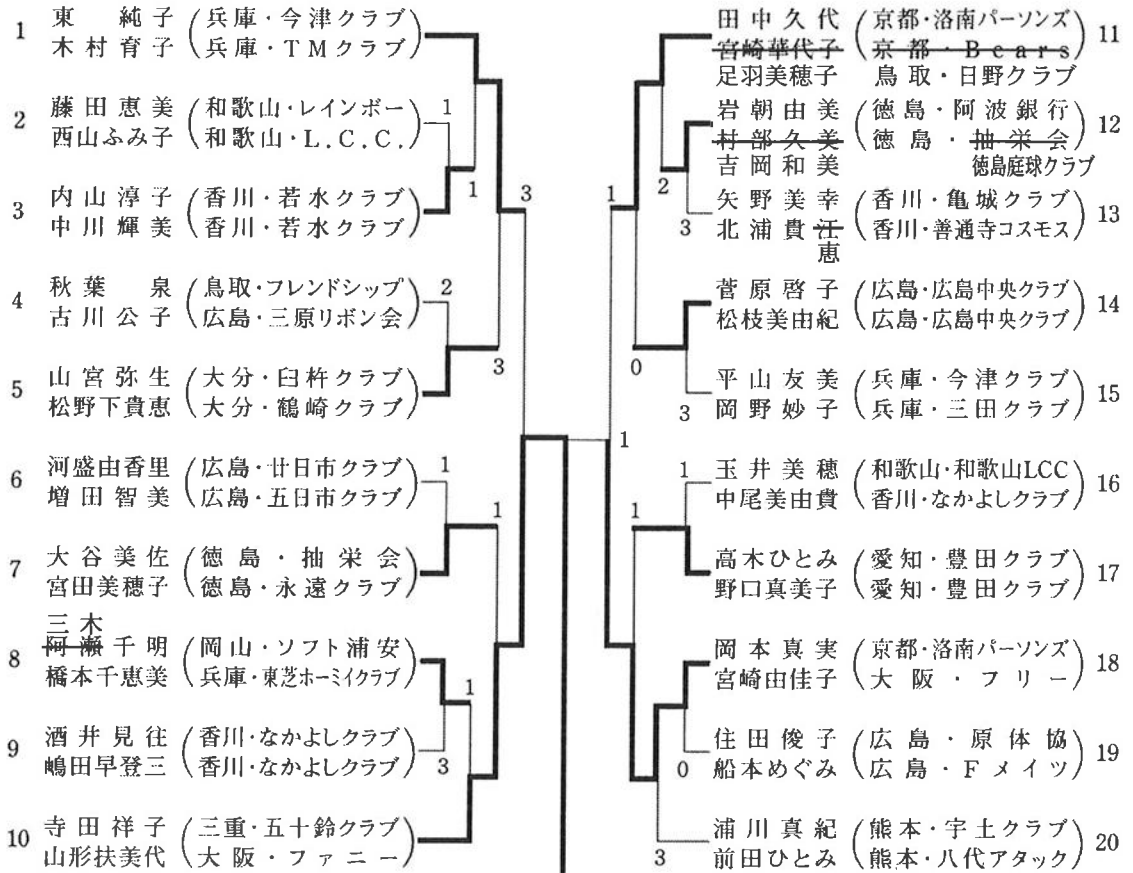 1 東 純子 (兵庫・今津クラブ)
木村育子 (兵庫・TMクラブ)
2 藤田恵美 (和歌山・レインボー)
西山ふみ子 (和歌山・L.C.C.)
3 内山淳子 (香川・若水クラブ)
中川輝美 (香川・若水クラブ)
4 秋葉 泉 (鳥取・フレンドシップ)
古川公子 (広島・三原リボン会)
5 山宮弥生 (大分・臼杵クラブ)
松野下貴恵 (大分・鶴崎クラブ)
6 河盛由香里 (広島・廿日市クラブ)
増田智美 (広島・五日市クラブ)
7 大谷美佐 (徳島・抽栄会)
宮田美穂子 (徳島・永遠クラブ)
三木
8 阿瀬千明 (岡山・ソフト浦安)
橋本千恵美 (兵庫・東芝ホーミイクラブ)
9 酒井見往 (香川・なかよしクラブ)
嶋田早登三 (香川・なかよしクラブ)
10 寺田祥子 (三重・五十鈴クラブ)
山形扶美代 (大阪・ファニー)
1
1
3
2
3
1
1
1
3
田中久代 (京都・洛南パーソンズ) 11
宮崎華代子 (京都・Bears)
足羽美穂子 鳥取・日野クラブ
岩朝由美 (徳島・阿波銀行) 12
村部久美 (徳島・抽栄会)
吉岡和美 徳島庭球クラブ
矢野美幸 (香川・亀城クラブ) 13
北浦貴江 (香川・善通寺コスモス)
恵
菅原啓子 (広島・広島中央クラブ) 14
松枝美由紀 (広島・広島中央クラブ)
平山友美 (兵庫・今津クラブ) 15
岡野妙子 (兵庫・三田クラブ)
玉井美穂 (和歌山・和歌山LCC) 16
中尾美由貴 (香川・なかよしクラブ)
高木ひとみ (愛知・豊田クラブ) 17
野口真美子 (愛知・豊田クラブ)
岡本真実 (京都・洛南パーソンズ) 18
宮崎由佳子 (大阪・フリー)
住田俊子 (広島・原体協) 19
船本めぐみ (広島・Fメイツ)
浦川真紀 (熊本・宇土クラブ) 20
前田ひとみ (熊本・八代アタック)
2
1
3
0
3
1
1
1
0
3